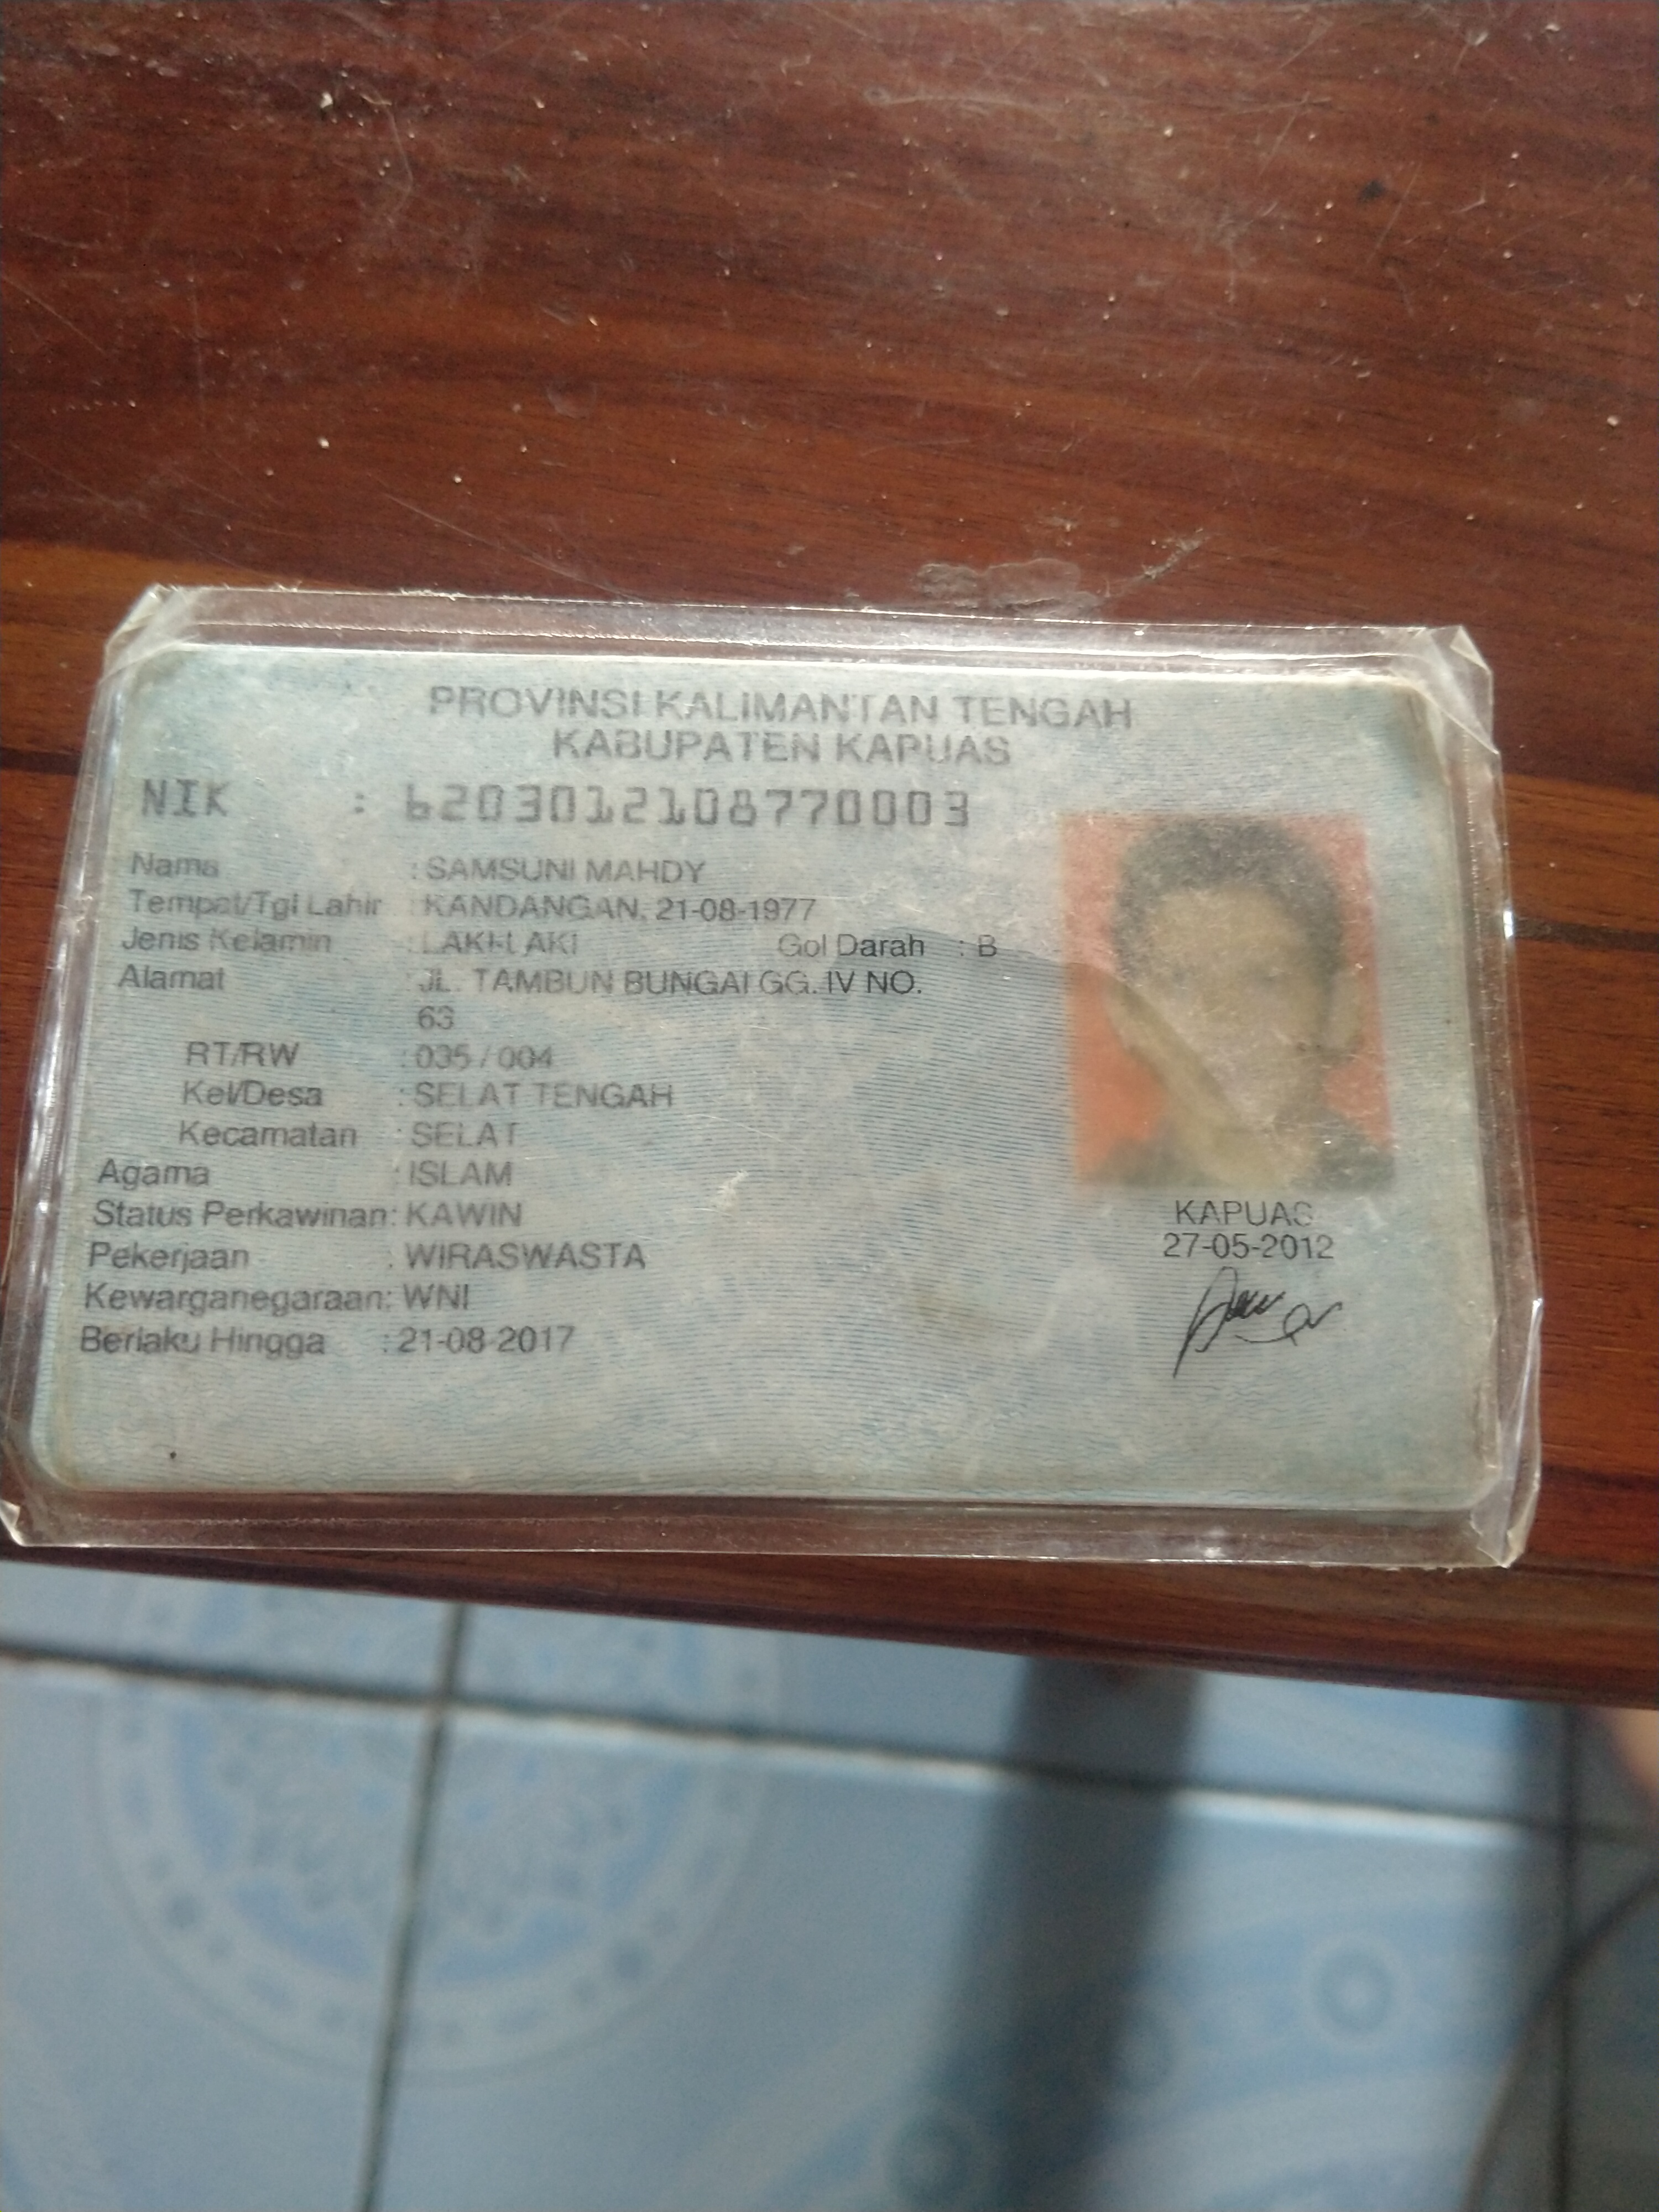 PROVINSI KALIMANTAN TENGAH
KABUPATEN KAPUAS
NIK : 6203012108770003
Nama : SAMSUNI MAHDY
Tempat/Tgl Lahir : KANDANGAN, 21-08-1977
Jenis Kelamin : LAKI-LAKI Gol Darah : B
Alamat : JL. TAMBUN BUNGAI GG. IV NO.
63
RT/RW : 035 / 004
Kel/Desa : SELAT TENGAH
Kecamatan : SELAT
Agama : ISLAM
Status Perkawinan: KAWIN
Pekerjaan : WIRASWASTA
Kewarganegaraan: WNI
Berlaku Hingga : 21-08-2017
KAPUAS
27-05-2012